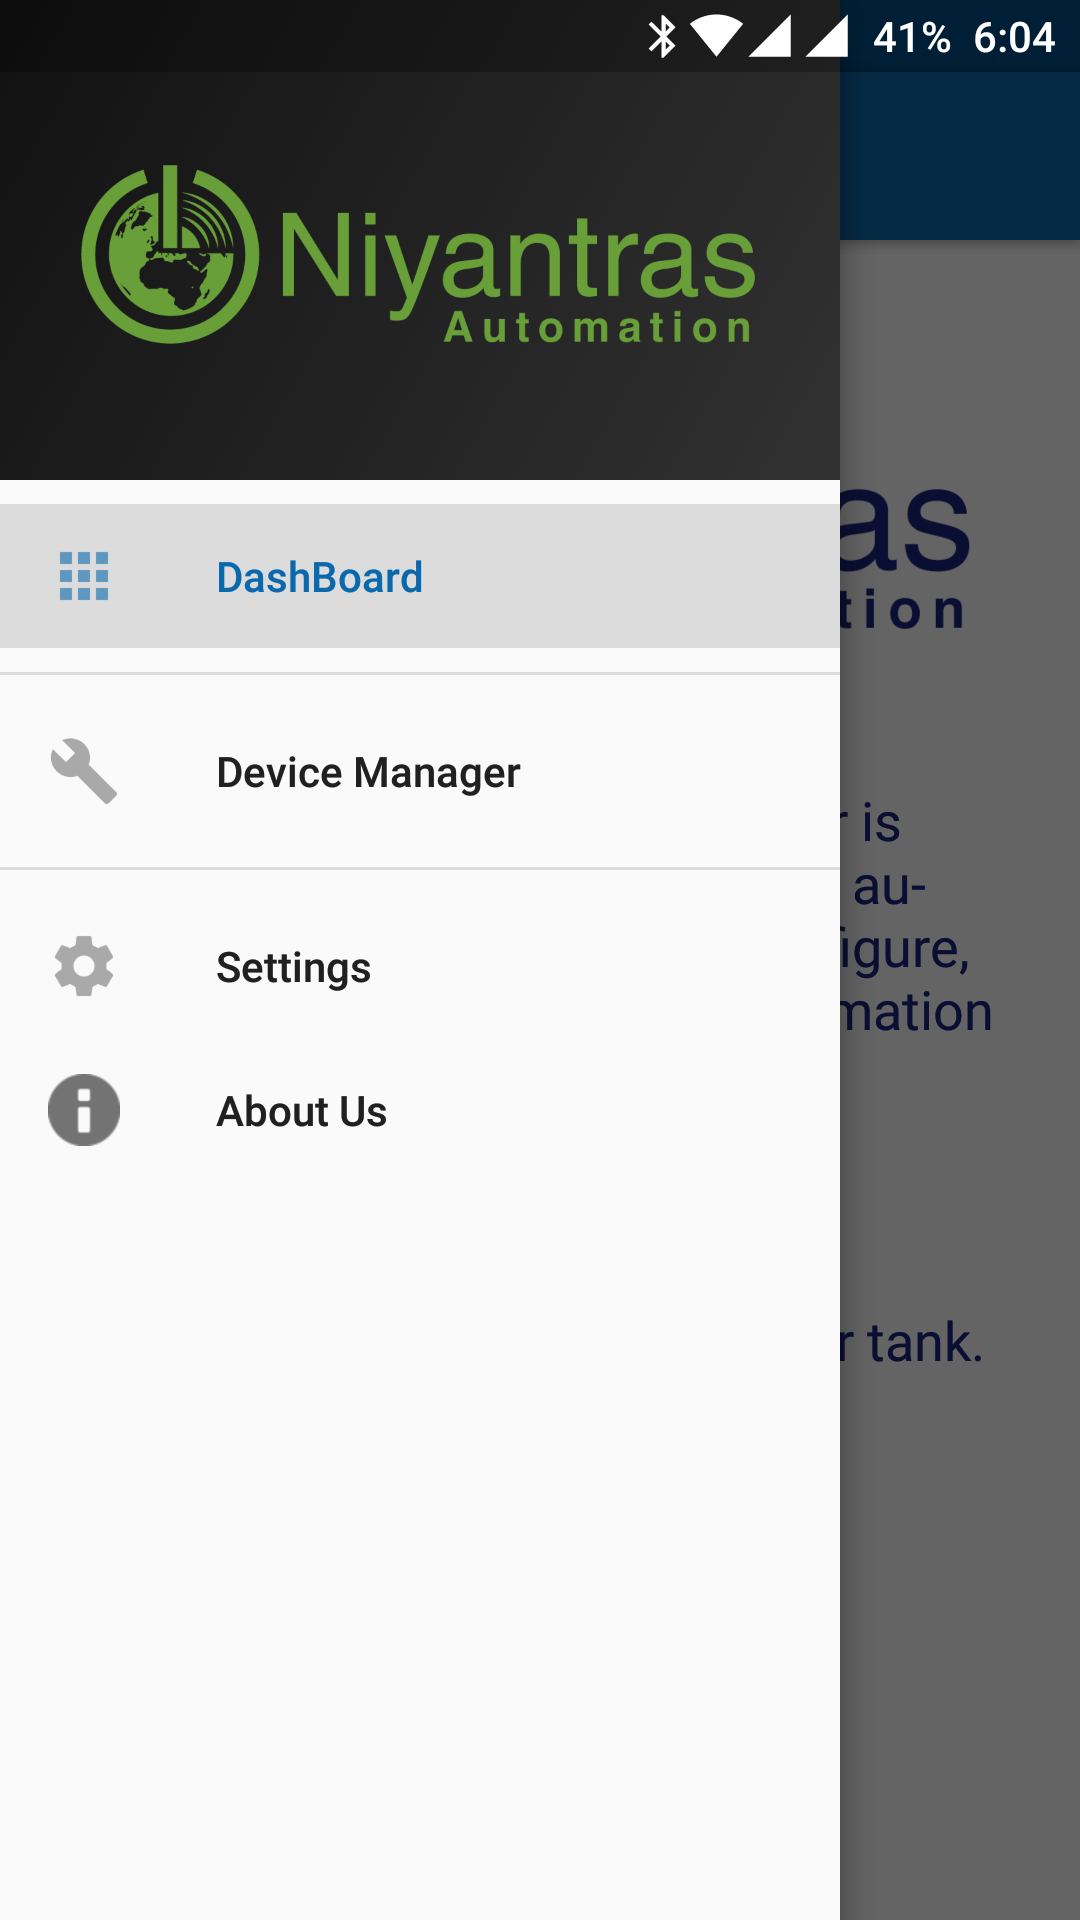 41% 6:04
Niyantras
Automation
DashBoard
Device Manager
Settings
About Us
as
tion
r is
au-
igure,
mation
r tank.